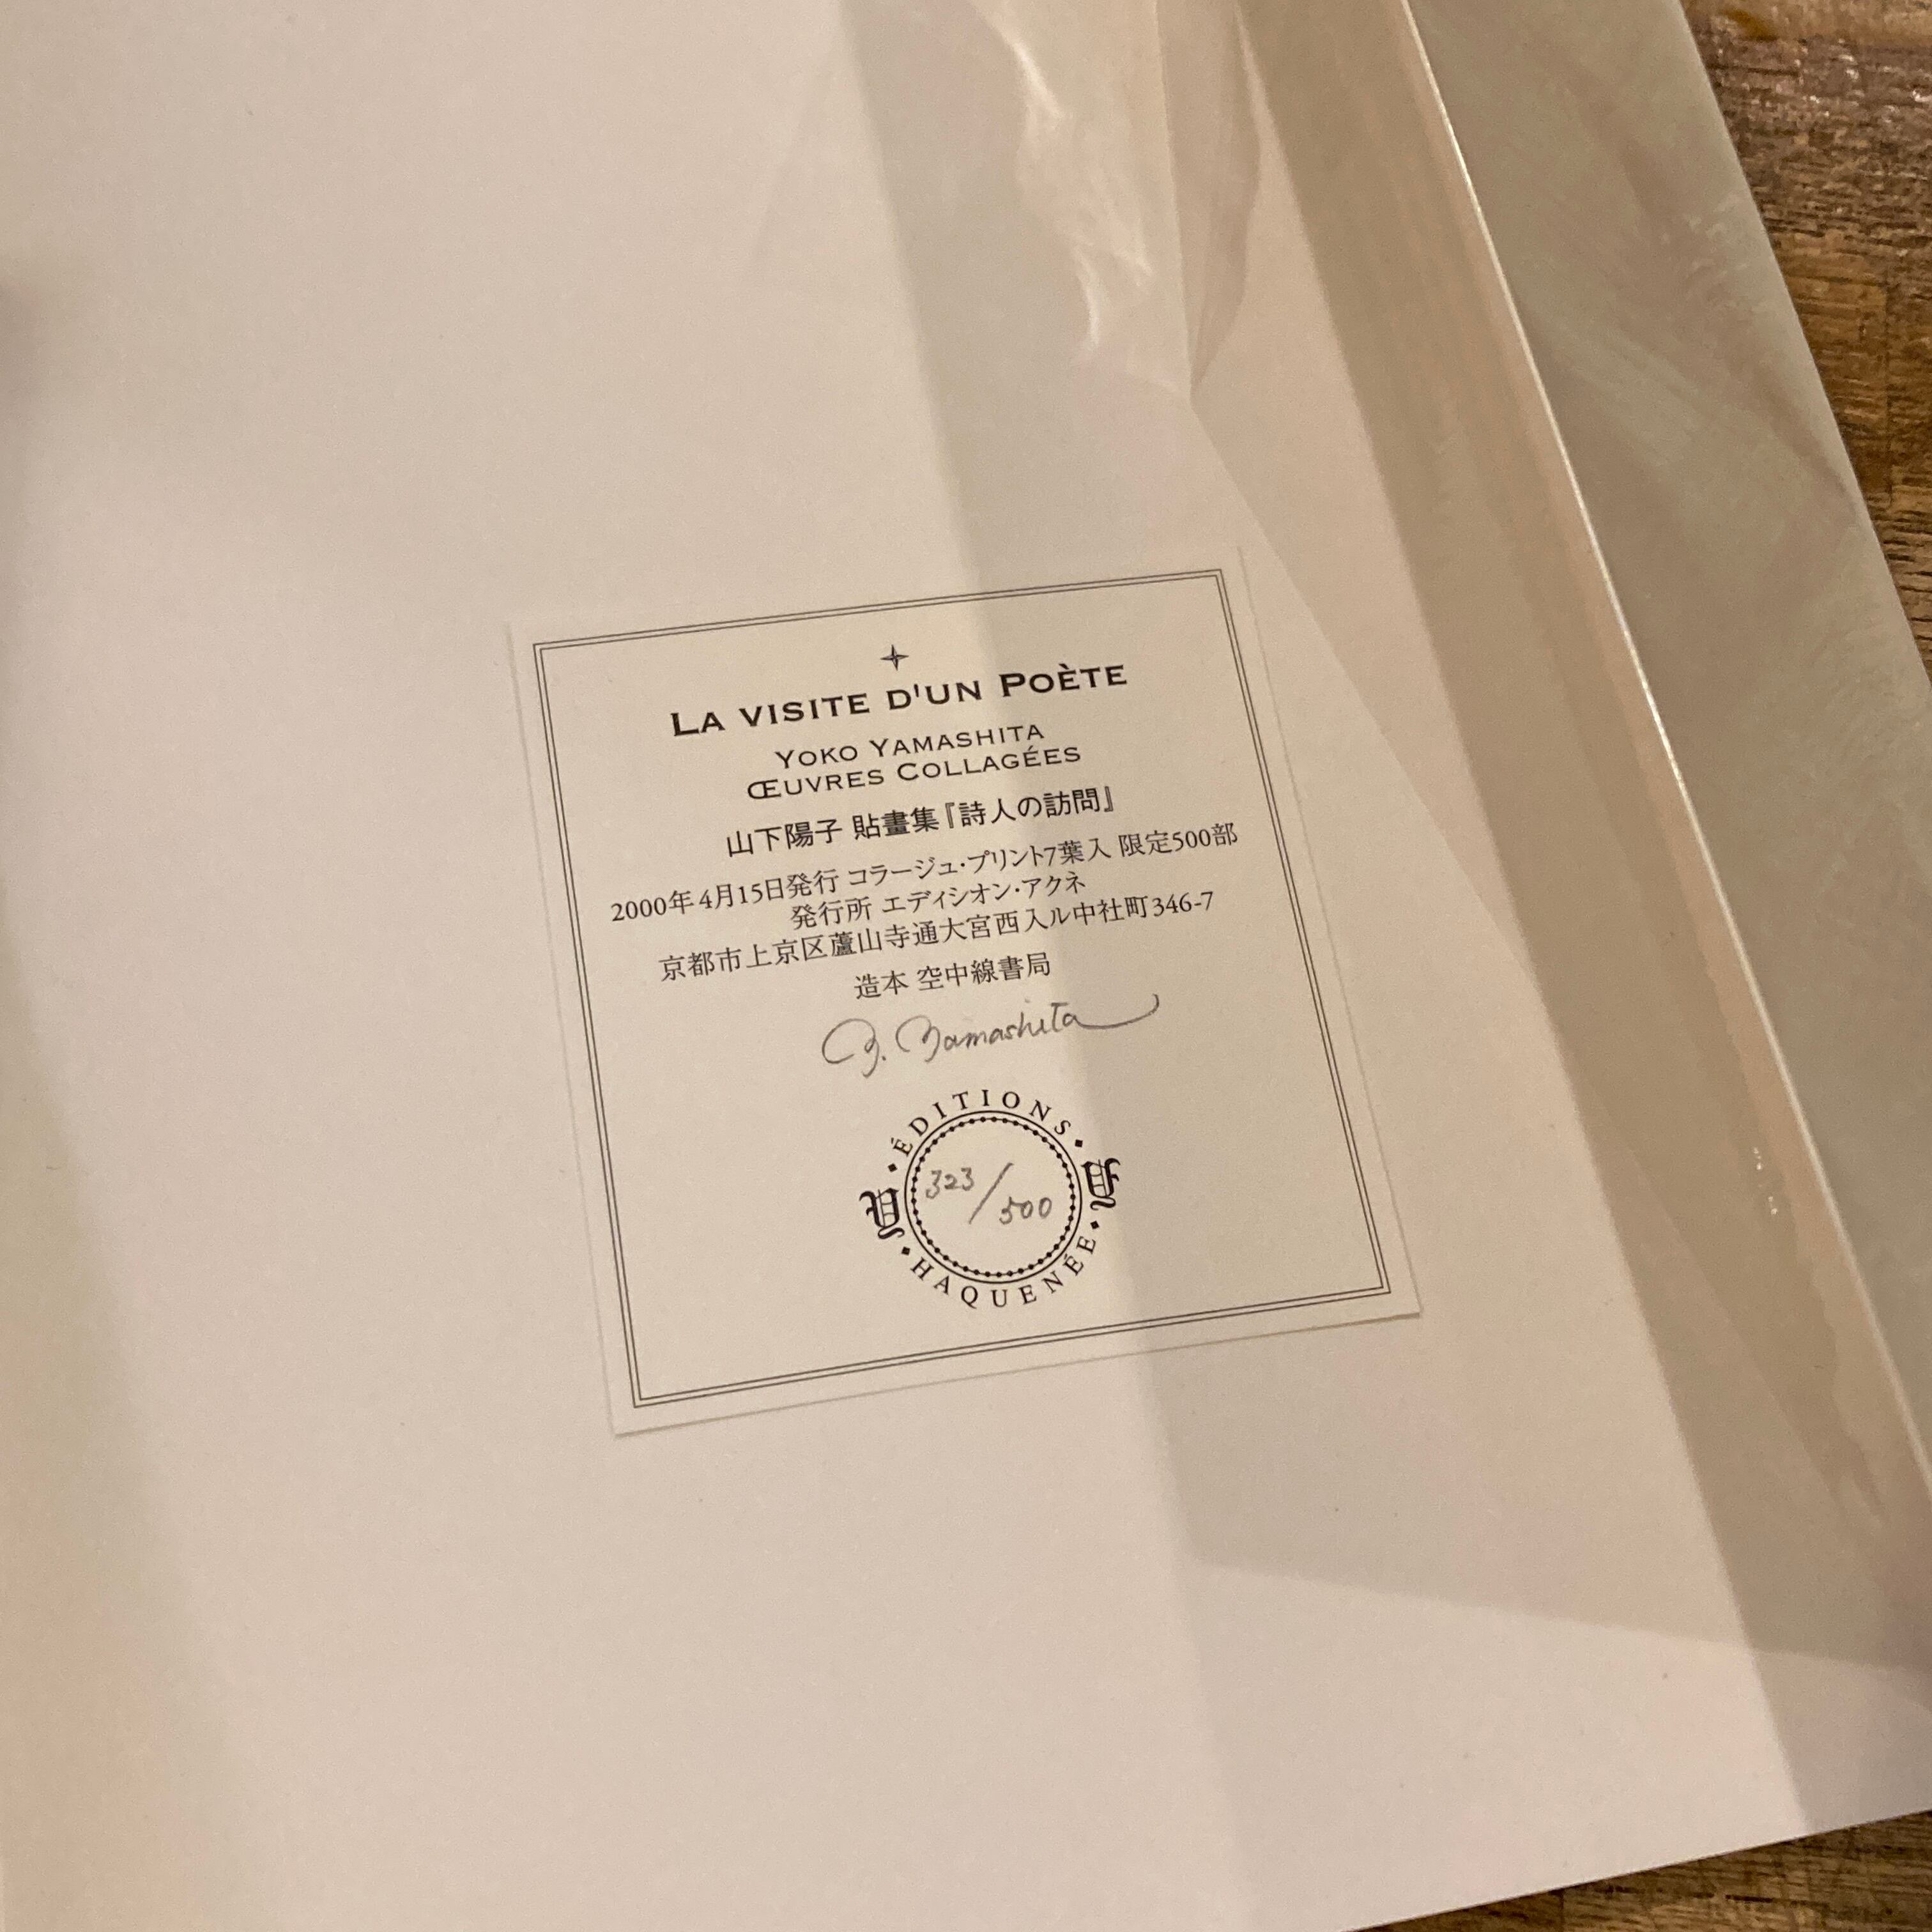 LA VISITE D'UN POÈTE
YOKO YAMASHITA
ŒUVRES COLLAGÉES
山下陽子 貼畫集『詩人の訪問』
2000年4月15日発行 コラージュ・プリント7葉入 限定500部
発行所 エディシオン・アクネ
京都市上京区蘆山寺通大宮西入ル中社町346-7
造本 空中線書局
Y. Yamashita
ÉDITIONS
323/500
HAQUENÉE